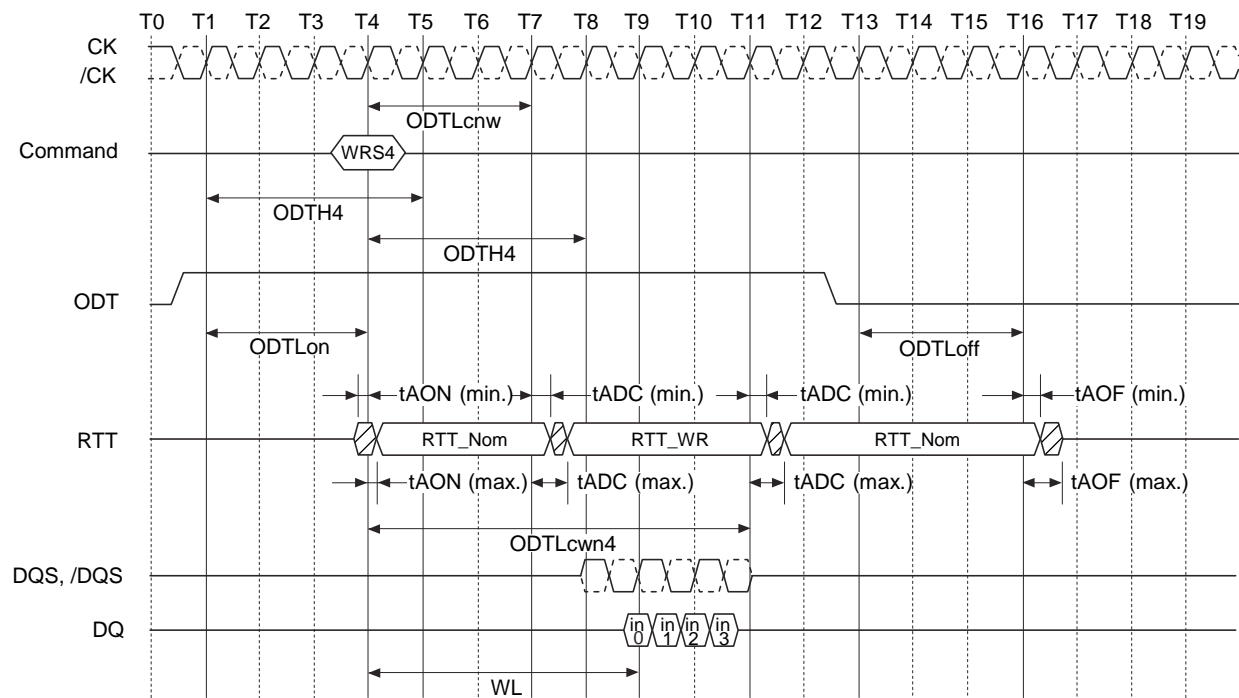 T0 T1 T2 T3 T4 T5 T6 T7 T8 T9 T10 T11 T12 T13 T14 T15 T16 T17 T18 T19
CK
/CK
ODTLcnw
Command
WRS4
ODTH4
ODTH4
ODT
ODTLon
ODTLoff
tAON (min.) tADC (min.) tADC (min.) tAOF (min.)
RTT
RTT_Nom RTT_WR RTT_Nom
tAON (max.) tADC (max.) tADC (max.) tAOF (max.)
ODTLcwn4
DQS, /DQS
DQ
in 0 in 1 in 2 in 3
WL